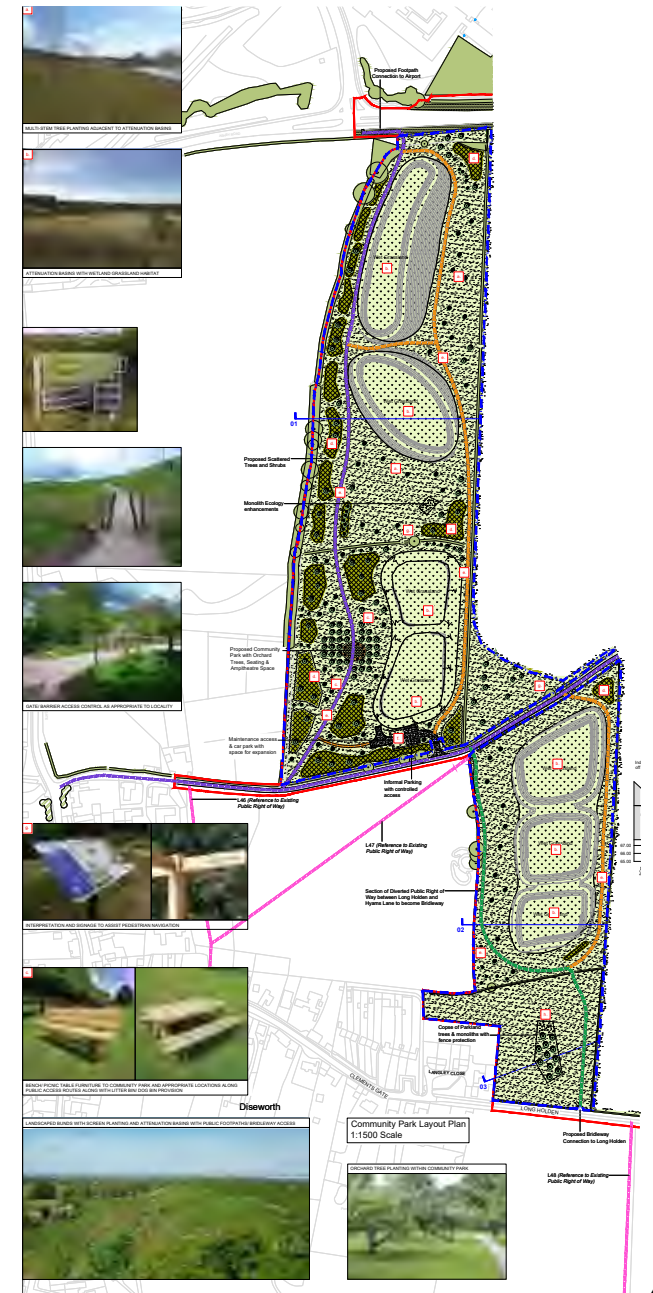 Proposed Footpath
Connection to Airport
MULTI-STEM TREE PLANTING ADJACENT TO ATTENUATION BASINS
ATTENUATION BASINS WITH WETLAND GRASSLAND HABITAT
01
Proposed Scattered
Trees and Shrubs
Monolith Ecology
enhancements
GATE/ BARRIER ACCESS CONTROL AS APPROPRIATE TO LOCALITY
Proposed Community
Park with Orchard
Trees, Seating &
Ampitheatre Space
Maintenance access
& car park with
space for expansion
Informal Parking
with controlled
access
L46 (Reference to Existing
Public Right of Way)
L47 (Reference to Existing
Public Right of Way)
67.00
66.00
65.00
Section of Diverted Public Right of
Way between Long Holden and
Hyams Lane to become Bridleway
INTERPRETATION AND SIGNAGE TO ASSIST PEDESTRIAN NAVIGATION
02
Copes of Parkland
trees & monoliths with
fence protection
LANGLEY CLOSE
CLEMENTS GATE
03
BENCH/ PICNIC TABLE FURNITURE TO COMMUNITY PARK AND APPROPRIATE LOCATIONS ALONG
PUBLIC ACCESS ROUTES ALONG WITH LITTER BIN/ DOG BIN PROVISION
Diseworth
LONG HOLDEN
LANDSCAPED BUNDS WITH SCREEN PLANTING AND ATTENUATION BASINS WITH PUBLIC FOOTPATHS/ BRIDLEWAY ACCESS
Community Park Layout Plan
1:1500 Scale
Proposed Bridleway
Connection to Long Holden
ORCHARD TREE PLANTING WITHIN COMMUNITY PARK
L48 (Reference to Existing
Public Right of Way)